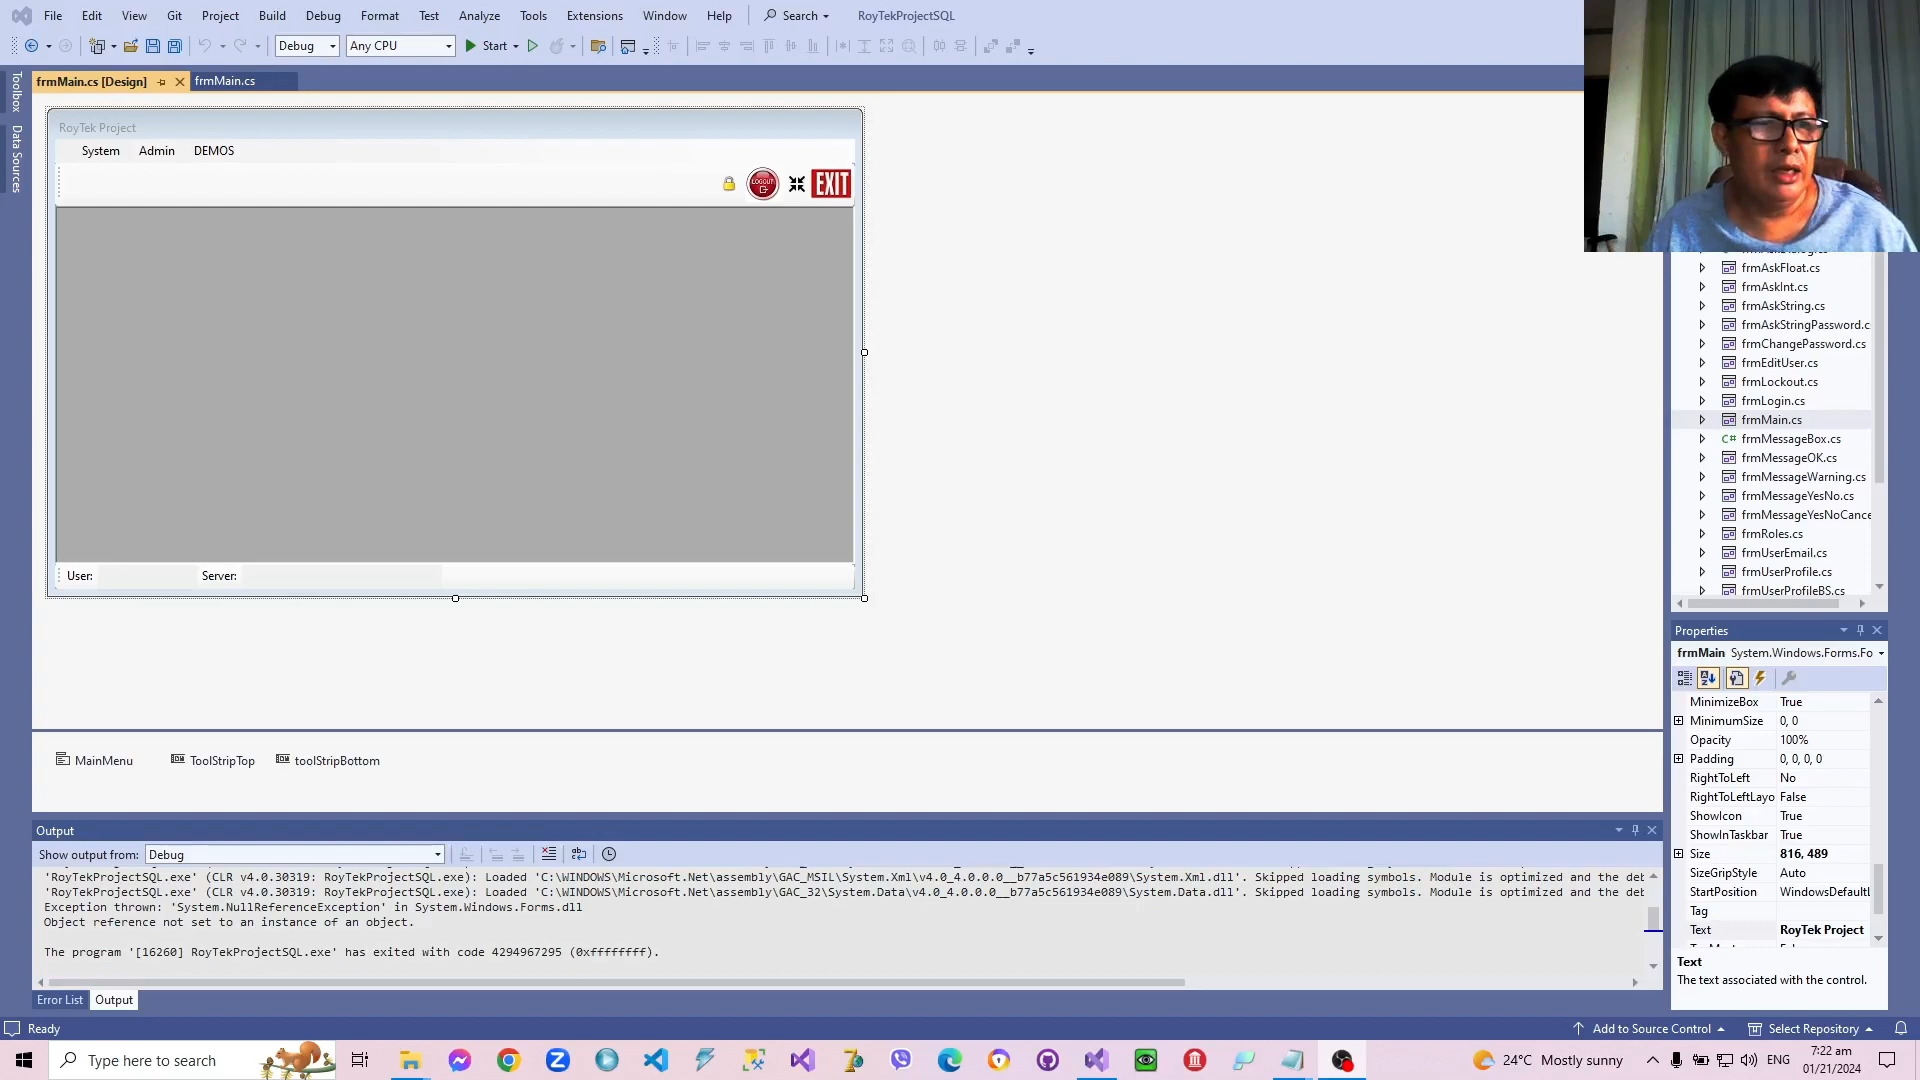 File Edit View Git Project Build Debug Format Test Analyze Tools Extensions Window Help Search RoyTekProjectSQL
Debug Any CPU Start
frmMain.cs [Design] frmMain.cs
Toolbox
Data Sources
RoyTek Project
System Admin DEMOS
LOGOUT EXIT
User: Server:
MainMenu ToolStripTop toolStripBottom
frmAskFloat.cs
frmAskInt.cs
frmAskString.cs
frmAskStringPassword.c
frmChangePassword.cs
frmEditUser.cs
frmLockout.cs
frmLogin.cs
frmMain.cs
C# frmMessageBox.cs
frmMessageOK.cs
frmMessageWarning.cs
frmMessageYesNo.cs
frmMessageYesNoCance
frmRoles.cs
frmUserEmail.cs
frmUserProfile.cs
frmUserProfileBS.cs
Properties
frmMain System.Windows.Forms.Fo
MinimizeBox True
MinimumSize 0, 0
Opacity 100%
Padding 0, 0, 0, 0
RightToLeft No
RightToLeftLayo False
ShowIcon True
ShowInTaskbar True
Size 816, 489
SizeGripStyle Auto
StartPosition WindowsDefaultL
Tag
Text RoyTek Project
Text
The text associated with the control.
Output
Show output from: Debug
'RoyTekProjectSQL.exe' (CLR v4.0.30319: RoyTekProjectSQL.exe): Loaded 'C:\WINDOWS\Microsoft.Net\assembly\GAC_MSIL\System.Xml\v4.0_4.0.0.0__b77a5c561934e089\System.Xml.dll'. Skipped loading symbols. Module is optimized and the deb
'RoyTekProjectSQL.exe' (CLR v4.0.30319: RoyTekProjectSQL.exe): Loaded 'C:\WINDOWS\Microsoft.Net\assembly\GAC_32\System.Data\v4.0_4.0.0.0__b77a5c561934e089\System.Data.dll'. Skipped loading symbols. Module is optimized and the deb
Exception thrown: 'System.NullReferenceException' in System.Windows.Forms.dll
Object reference not set to an instance of an object.
The program '[16260] RoyTekProjectSQL.exe' has exited with code 4294967295 (0xffffffff).
Error List Output
Ready Add to Source Control Select Repository
Type here to search 24°C Mostly sunny ENG 7:22 am
01/21/2024